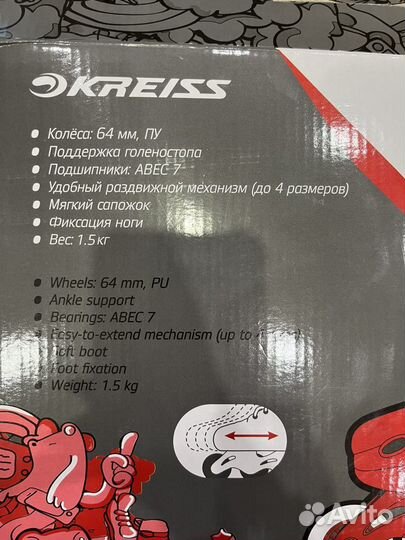 KREISS
• Колёса: 64 мм, ПУ
• Поддержка голеностопа
• Подшипники: ABEC 7
• Удобный раздвижной механизм (до 4 размеров)
• Мягкий сапожок
• Фиксация ноги
• Вес: 1.5кг
• Wheels: 64 mm, PU
• Ankle support
• Bearings: ABEC 7
• Easy-to-extend mechanism (up to
• Soft boot
• Foot fixation
• Weight: 1.5 kg
Avito